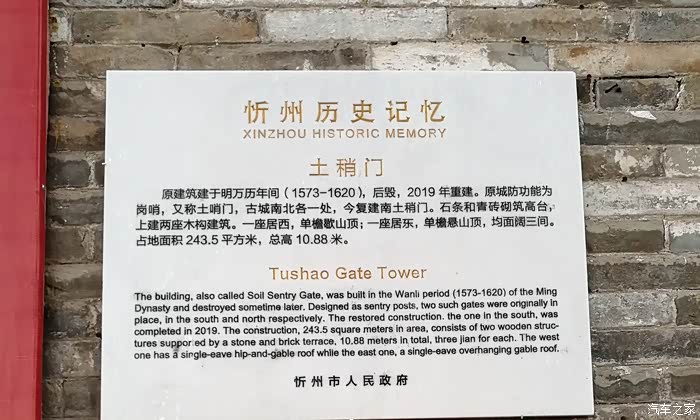 忻州历史记忆
XINZHOU HISTORIC MEMORY
土稍门
原建筑建于明万历年间（1573-1620），后毁，2019年重建。原城防功能为
岗哨，又称土哨门，古城南北各一处，今复建南土稍门。石条和青砖砌筑高台，
上建两座木构建筑。一座居西，单檐歇山顶；一座居东，单檐悬山顶，均面阔三间。
占地面积 243.5 平方米，总高 10.88 米。
Tushao Gate Tower
The building, also called Soil Sentry Gate, was built in the Wanli period (1573-1620) of the Ming
Dynasty and destroyed sometime later. Designed as sentry posts, two such gates were originally in
place, in the south and north respectively. The restored construction. the one in the south, was
completed in 2019. The construction, 243.5 square meters in area, consists of two wooden struc-
tures supported by a stone and brick terrace, 10.88 meters in total, three jian for each. The west
one has a single-eave hip-and-gable roof while the east one, a single-eave overhanging gable roof.
忻州市人民政府
汽车之家